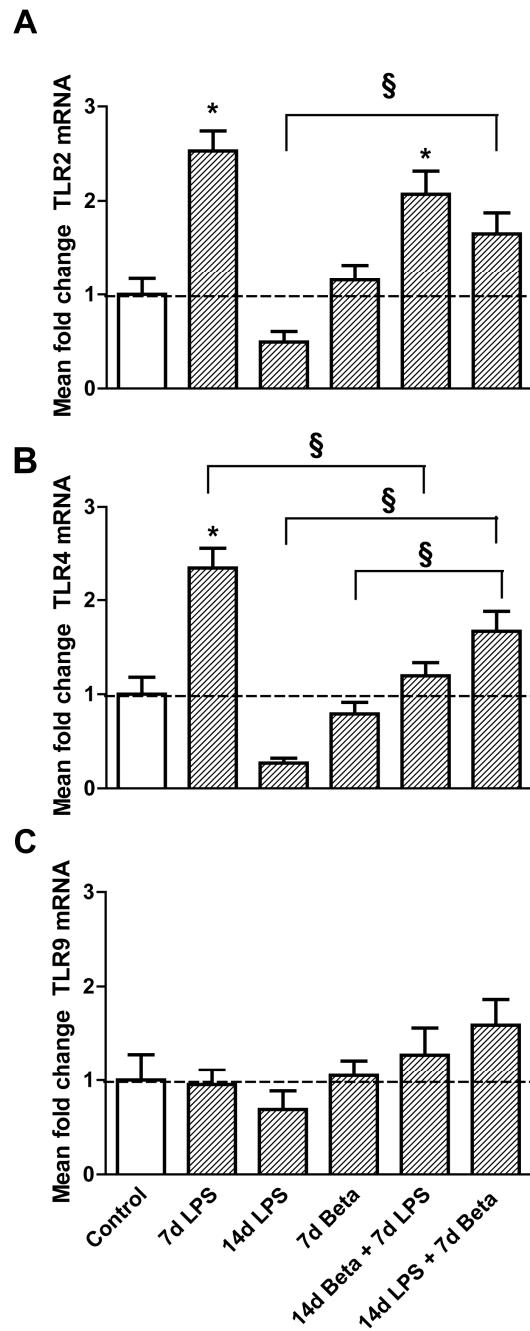 A
Mean fold change TLR2 mRNA
3
2
1
0
*
*
§
B
Mean fold change TLR4 mRNA
3
2
1
0
*
§
§
§
C
Mean fold change TLR9 mRNA
3
2
1
0
Control
7d LPS
14d LPS
7d Beta
14d Beta + 7d LPS
14d LPS + 7d Beta